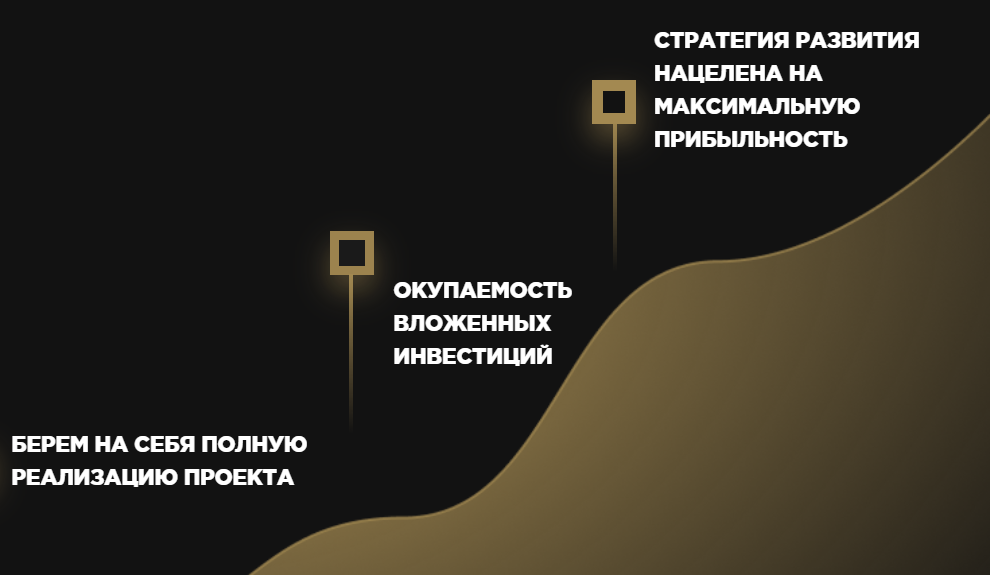 СТРАТЕГИЯ РАЗВИТИЯ
НАЦЕЛЕНА НА
МАКСИМАЛЬНУЮ
ПРИБЫЛЬНОСТЬ
ОКУПАЕМОСТЬ
ВЛОЖЕННЫХ
ИНВЕСТИЦИЙ
БЕРЕМ НА СЕБЯ ПОЛНУЮ
РЕАЛИЗАЦИЮ ПРОЕКТА